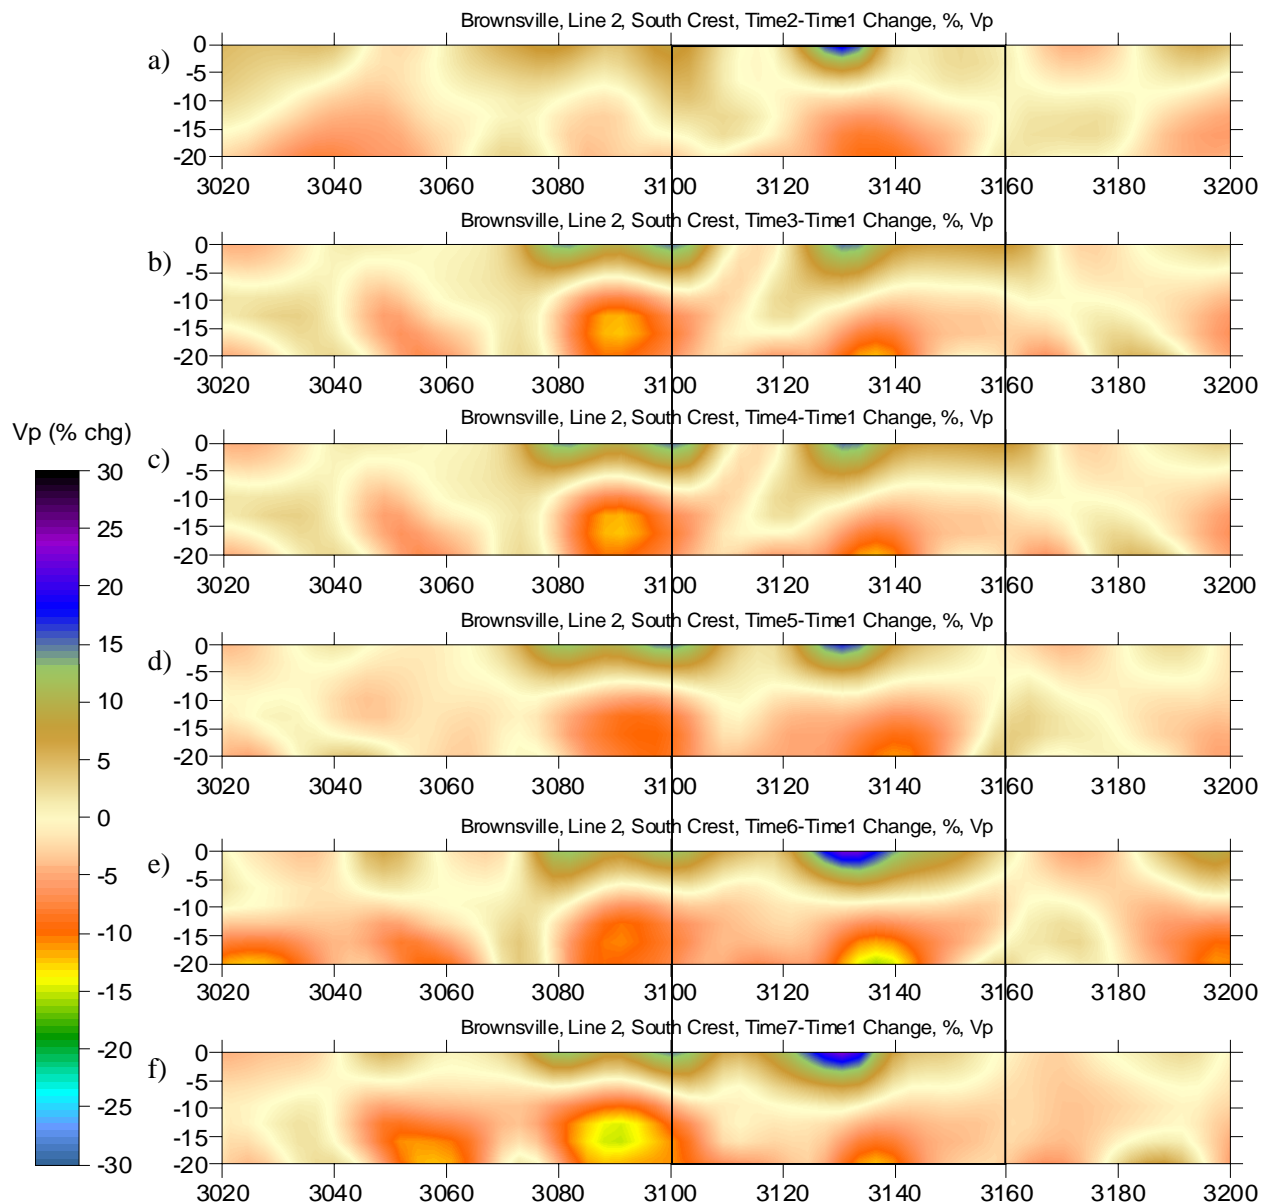 Brownsville, Line 2, South Crest, Time2-Time1 Change, %, Vp
a)
0
-5
-10
-15
-20
3020 3040 3060 3080 3100 3120 3140 3160 3180 3200
Brownsville, Line 2, South Crest, Time3-Time1 Change, %, Vp
b)
0
-5
-10
-15
-20
3020 3040 3060 3080 3100 3120 3140 3160 3180 3200
Brownsville, Line 2, South Crest, Time4-Time1 Change, %, Vp
c)
0
-5
-10
-15
-20
3020 3040 3060 3080 3100 3120 3140 3160 3180 3200
Vp (% chg)
30
25
20
15
10
5
0
-5
-10
-15
-20
-25
-30
Brownsville, Line 2, South Crest, Time5-Time1 Change, %, Vp
d)
0
-5
-10
-15
-20
3020 3040 3060 3080 3100 3120 3140 3160 3180 3200
Brownsville, Line 2, South Crest, Time6-Time1 Change, %, Vp
e)
0
-5
-10
-15
-20
3020 3040 3060 3080 3100 3120 3140 3160 3180 3200
Brownsville, Line 2, South Crest, Time7-Time1 Change, %, Vp
f)
0
-5
-10
-15
-20
3020 3040 3060 3080 3100 3120 3140 3160 3180 3200